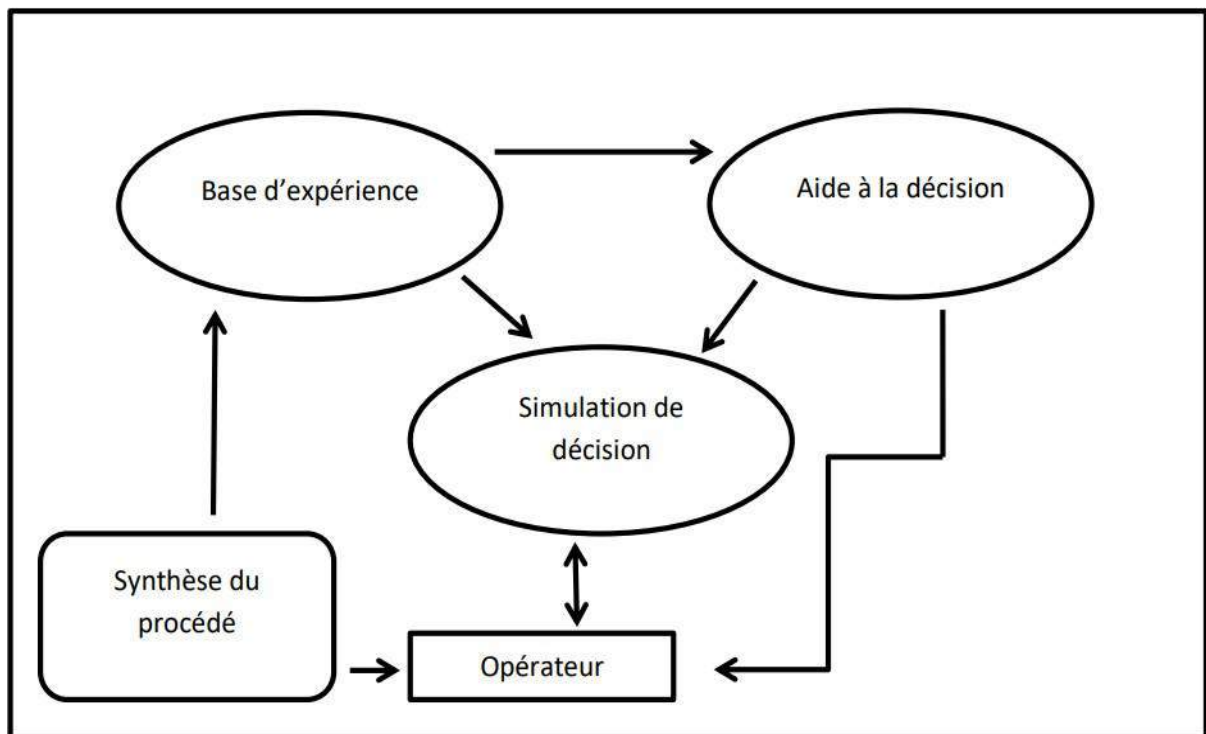 Base d’expérience
Aide à la décision
Simulation de
décision
Synthèse du
procédé
Opérateur